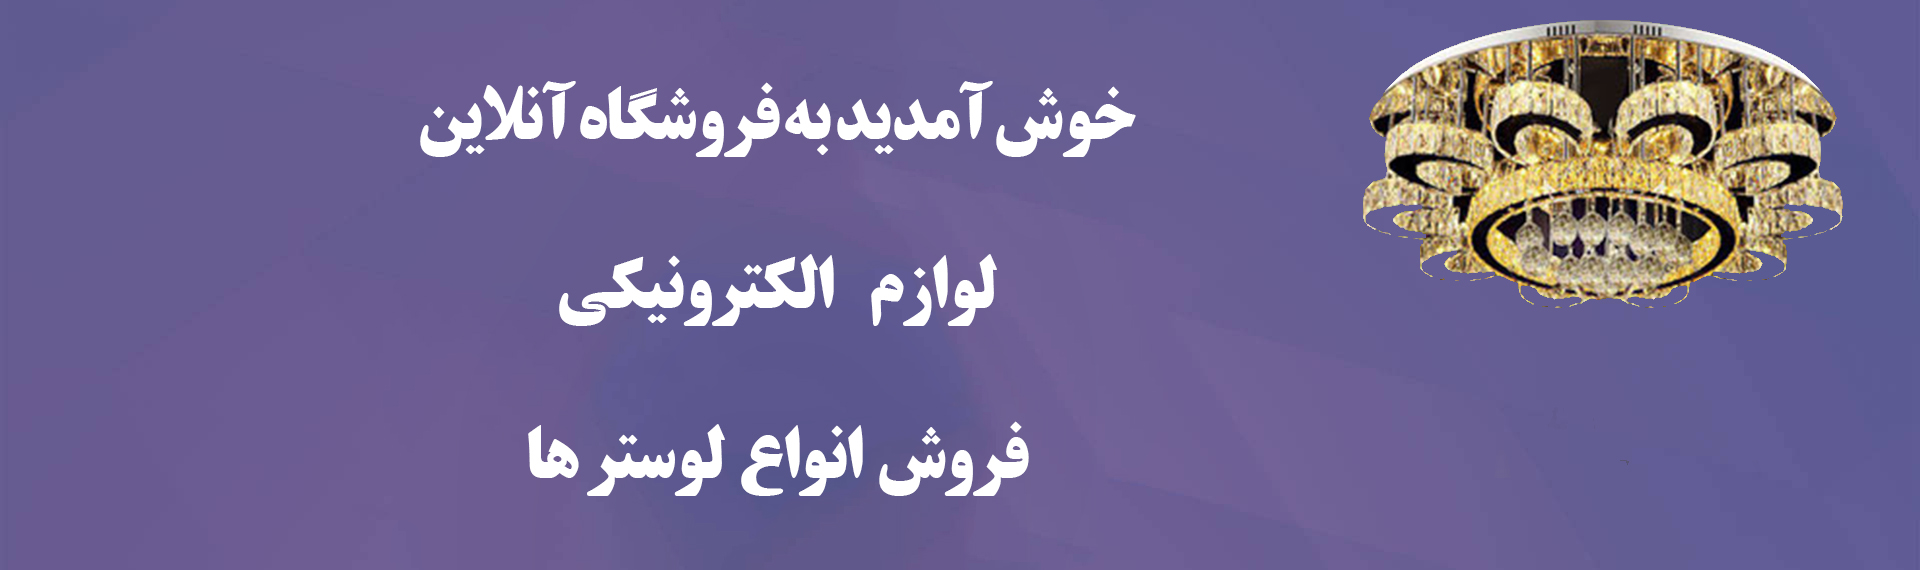 خوش آمدید به فروشگاه آنلاین
لوازم الکترونیکی
فروش انواع لوستر ها